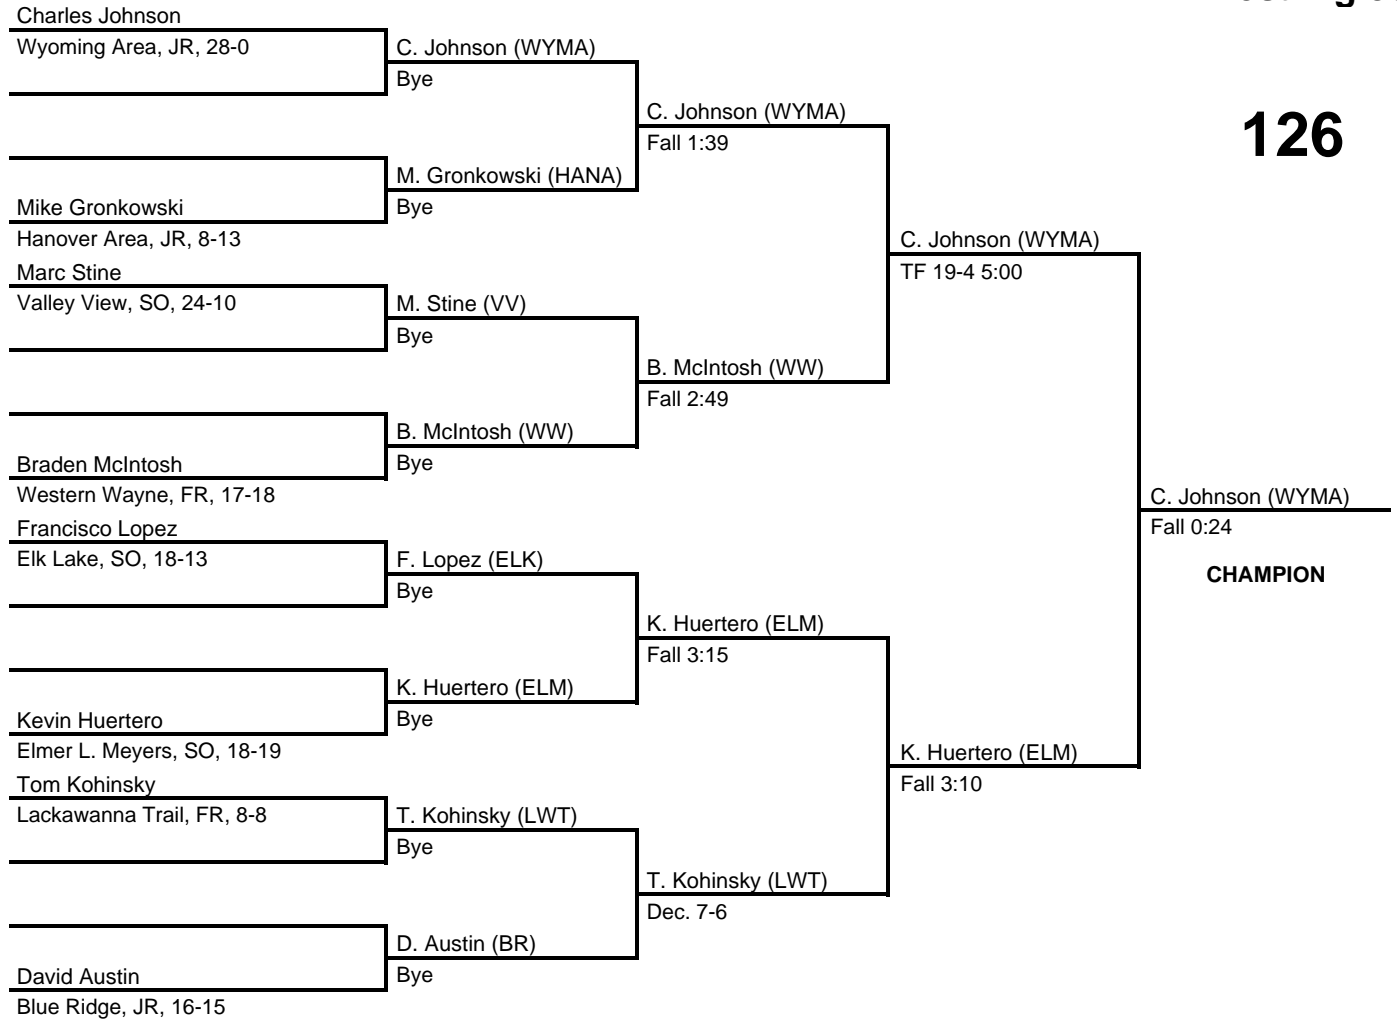 Charles Johnson
Wyoming Area, JR, 28-0
C. Johnson (WYMA)
Bye
C. Johnson (WYMA)
Fall 1:39
126
M. Gronkowski (HANA)
Mike Gronkowski
Bye
Hanover Area, JR, 8-13
C. Johnson (WYMA)
Marc Stine
TF 19-4 5:00
Valley View, SO, 24-10
M. Stine (VV)
Bye
B. McIntosh (WW)
Fall 2:49
B. McIntosh (WW)
Braden McIntosh
Bye
Western Wayne, FR, 17-18
C. Johnson (WYMA)
Francisco Lopez
Fall 0:24
Elk Lake, SO, 18-13
F. Lopez (ELK)
CHAMPION
Bye
K. Huertero (ELM)
Fall 3:15
K. Huertero (ELM)
Kevin Huertero
Bye
Elmer L. Meyers, SO, 18-19
K. Huertero (ELM)
Tom Kohinsky
Fall 3:10
Lackawanna Trail, FR, 8-8
T. Kohinsky (LWT)
Bye
T. Kohinsky (LWT)
Dec. 7-6
D. Austin (BR)
David Austin
Bye
Blue Ridge, JR, 16-15